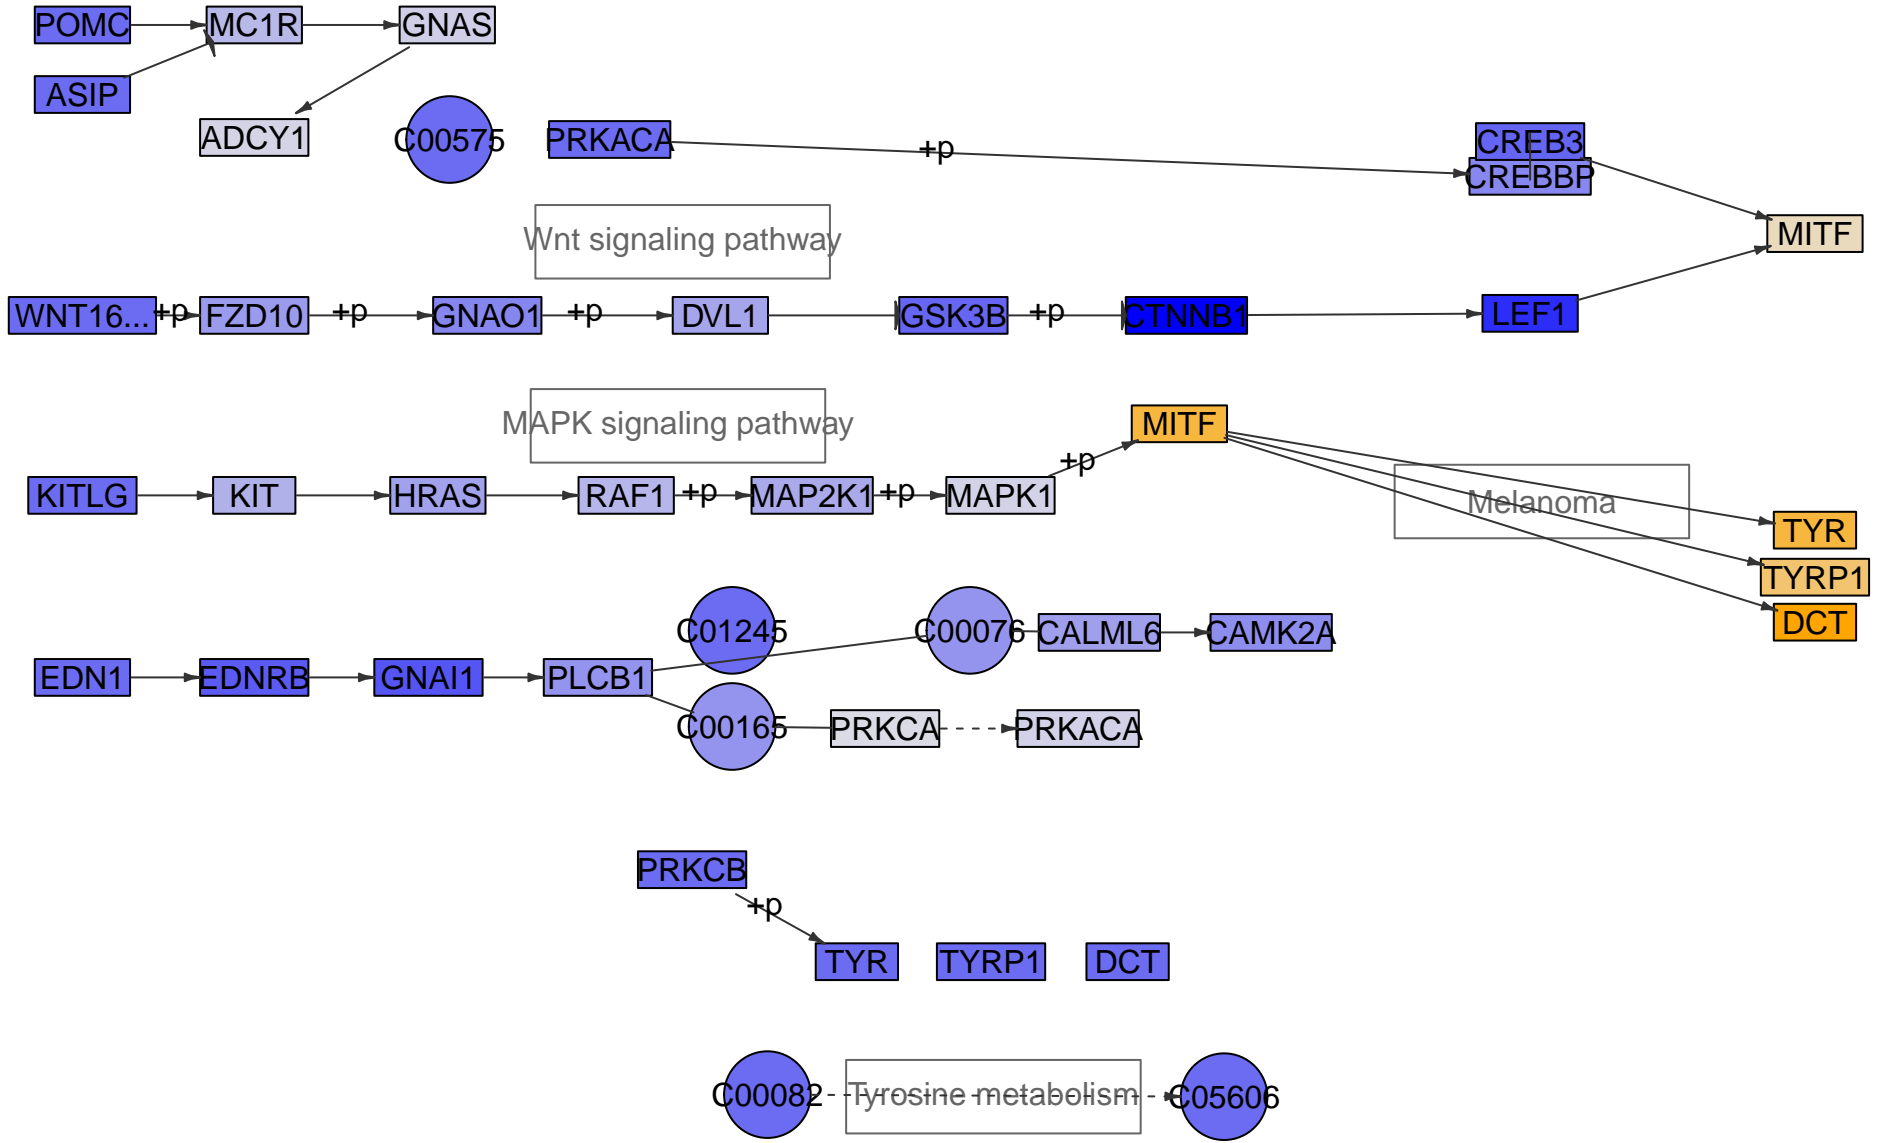 POMC
MC1R
GNAS
ASIP
ADCY1
C00575
PRKACA
+p
CREB3
CREBBP
Wnt signaling pathway
MITF
WNT16...
+p
FZD10
+p
GNAO1
+p
DVL1
GSK3B
+p
CTNNB1
LEF1
MAPK signaling pathway
MITF
+p
KITLG
KIT
HRAS
RAF1
+p
MAP2K1
+p
MAPK1
Melanoma
TYR
TYRP1
DCT
C01245
C00076
CALML6
CAMK2A
EDN1
EDNRB
GNAI1
PLCB1
C00165
PRKCA
PRKACA
PRKCB
+p
TYR
TYRP1
DCT
C00082
Tyrosine metabolism
C05606